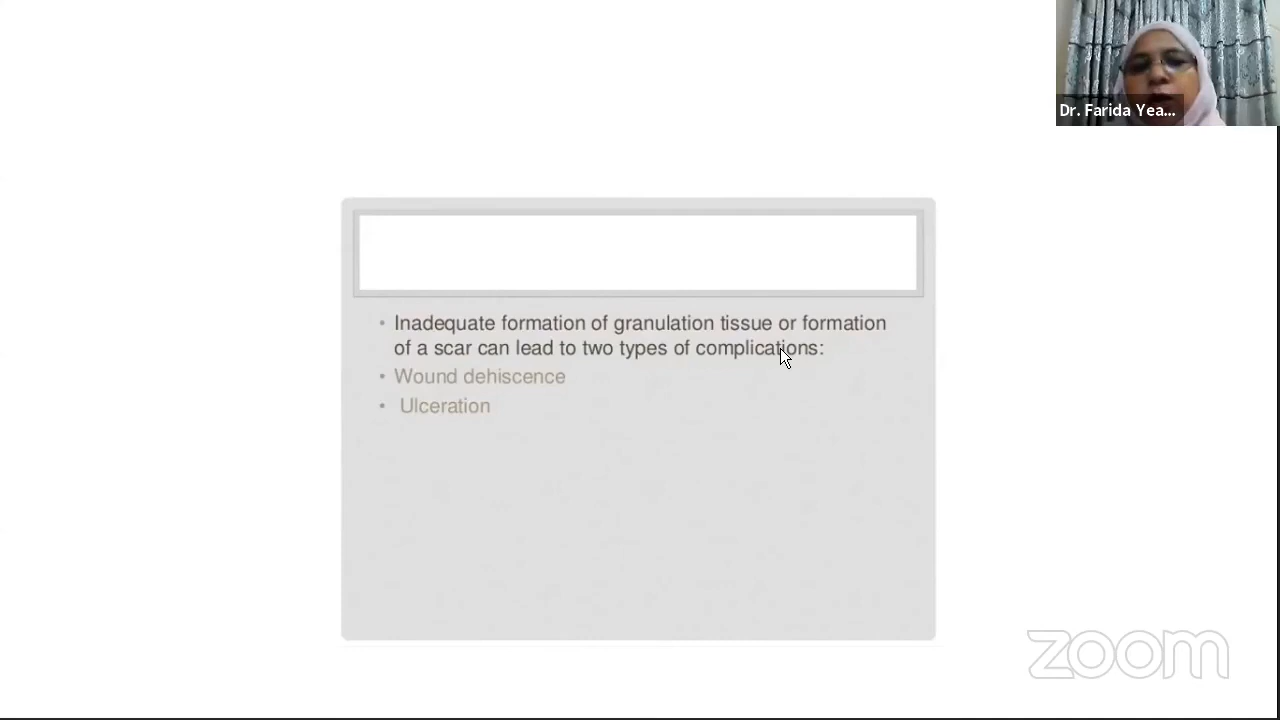 Dr. Farida Yea...
• Inadequate formation of granulation tissue or formation
of a scar can lead to two types of complications:
• Wound dehiscence
• Ulceration
zoom